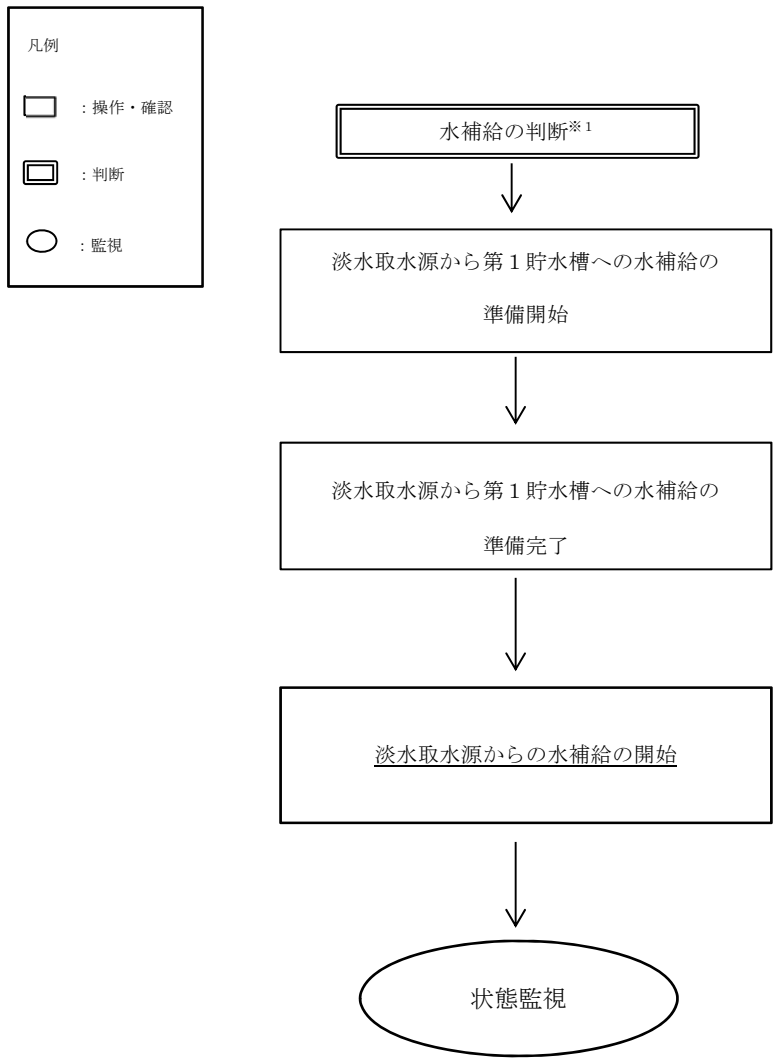 凡例
：操作・確認
：判断
：監視
水補給の判断※1
淡水取水源から第１貯水槽への水補給の
準備開始
淡水取水源から第１貯水槽への水補給の
準備完了
淡水取水源からの水補給の開始
状態監視